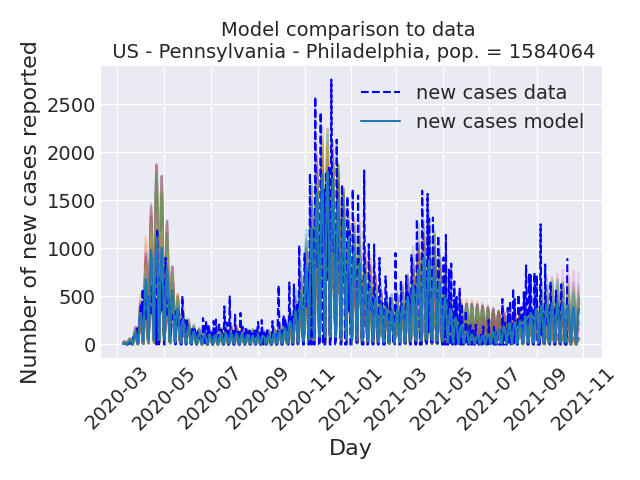 Model comparison to data
US - Pennsylvania - Philadelphia, pop. = 1584064
Number of new cases reported
2500
2000
1500
1000
500
0
new cases data
new cases model
2020-03
2020-05
2020-07
2020-09
2020-11
2021-01
2021-03
2021-05
2021-07
2021-09
2021-11
Day